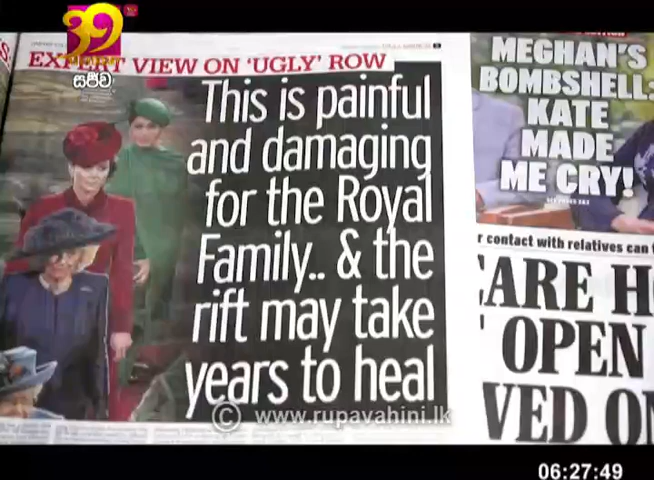 39
සජීව
EXPERT VIEW ON 'UGLY' ROW
This is painful
and damaging
for the Royal
Family.. & the
rift may take
years to heal
MEGHAN'S
BOMBSHELL:
KATE
MADE
ME CRY!
r contact with relatives can
CARE H
OPEN
VED ON
© www.rupavahini.lk
06:27:49